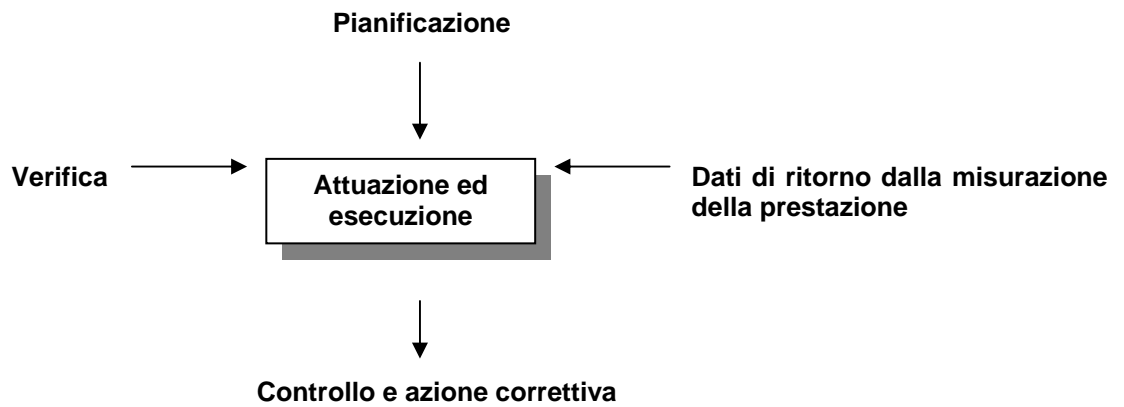 Pianificazione
Verifica
Attuazione ed
esecuzione
Dati di ritorno dalla misurazione
della prestazione
Controllo e azione correttiva